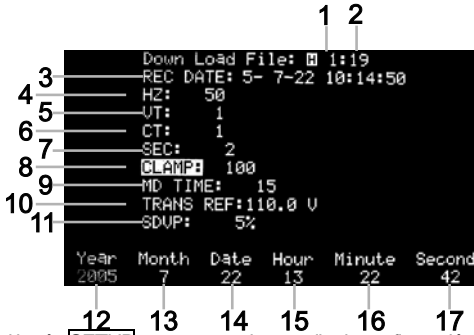 1 2
Down Load File: H 1:19
3 REC DATE: 5- 7-22 10:14:50
4 HZ: 50
5 VT: 1
6 CT: 1
7 SEC: 2
8 CLAMP: 100
9 MD TIME: 15
10 TRANS REF:110.0 V
11 SDVP: 5%
Year Month Date Hour Minute Second
2005 7 22 13 22 42
12 13 14 15 16 17